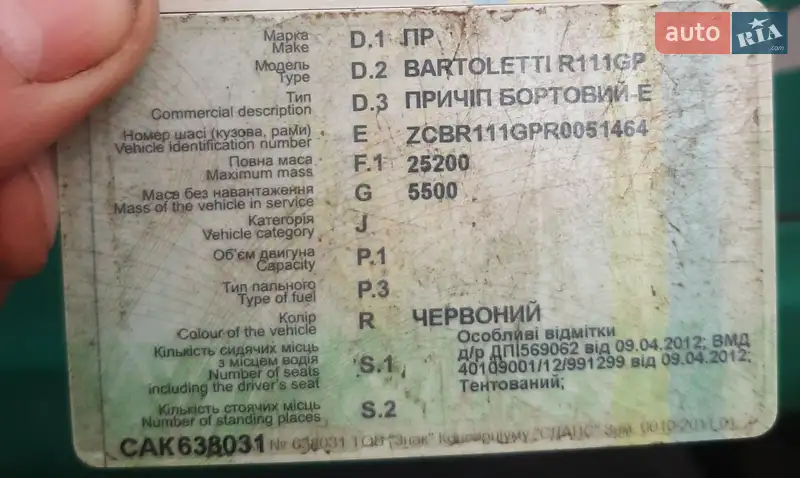 auto RIA .com
Марка D.1 ПР
Make
Модель D.2 BARTOLETTI R111GP
Type
Тип D.3 ПРИЧІП БОРТОВИЙ-Е
Commercial description
Номер шасі (кузова, рами) E ZCBR111GPR0051464
Vehicle identification number
Повна маса F.1 25200
Maximum mass
Маса без навантаження G 5500
Mass of the vehicle in service
Категорія J
Vehicle category
Об'єм двигуна P.1
Capacity
Тип пального P.3
Type of fuel
Колір R ЧЕРВОНИЙ
Colour of the vehicle
Кількість сидячих місць
з місцем водія S.1
Number of seats
including the driver's seat
Особливі відмітки
д/р ДПІ569062 від 09.04.2012; ВМД
40109001/12/991299 від 09.04.2012;
Тентований;
Кількість стоячих місць S.2
Number of standing places
САК638031 № 638031 ТОВ "Знак"